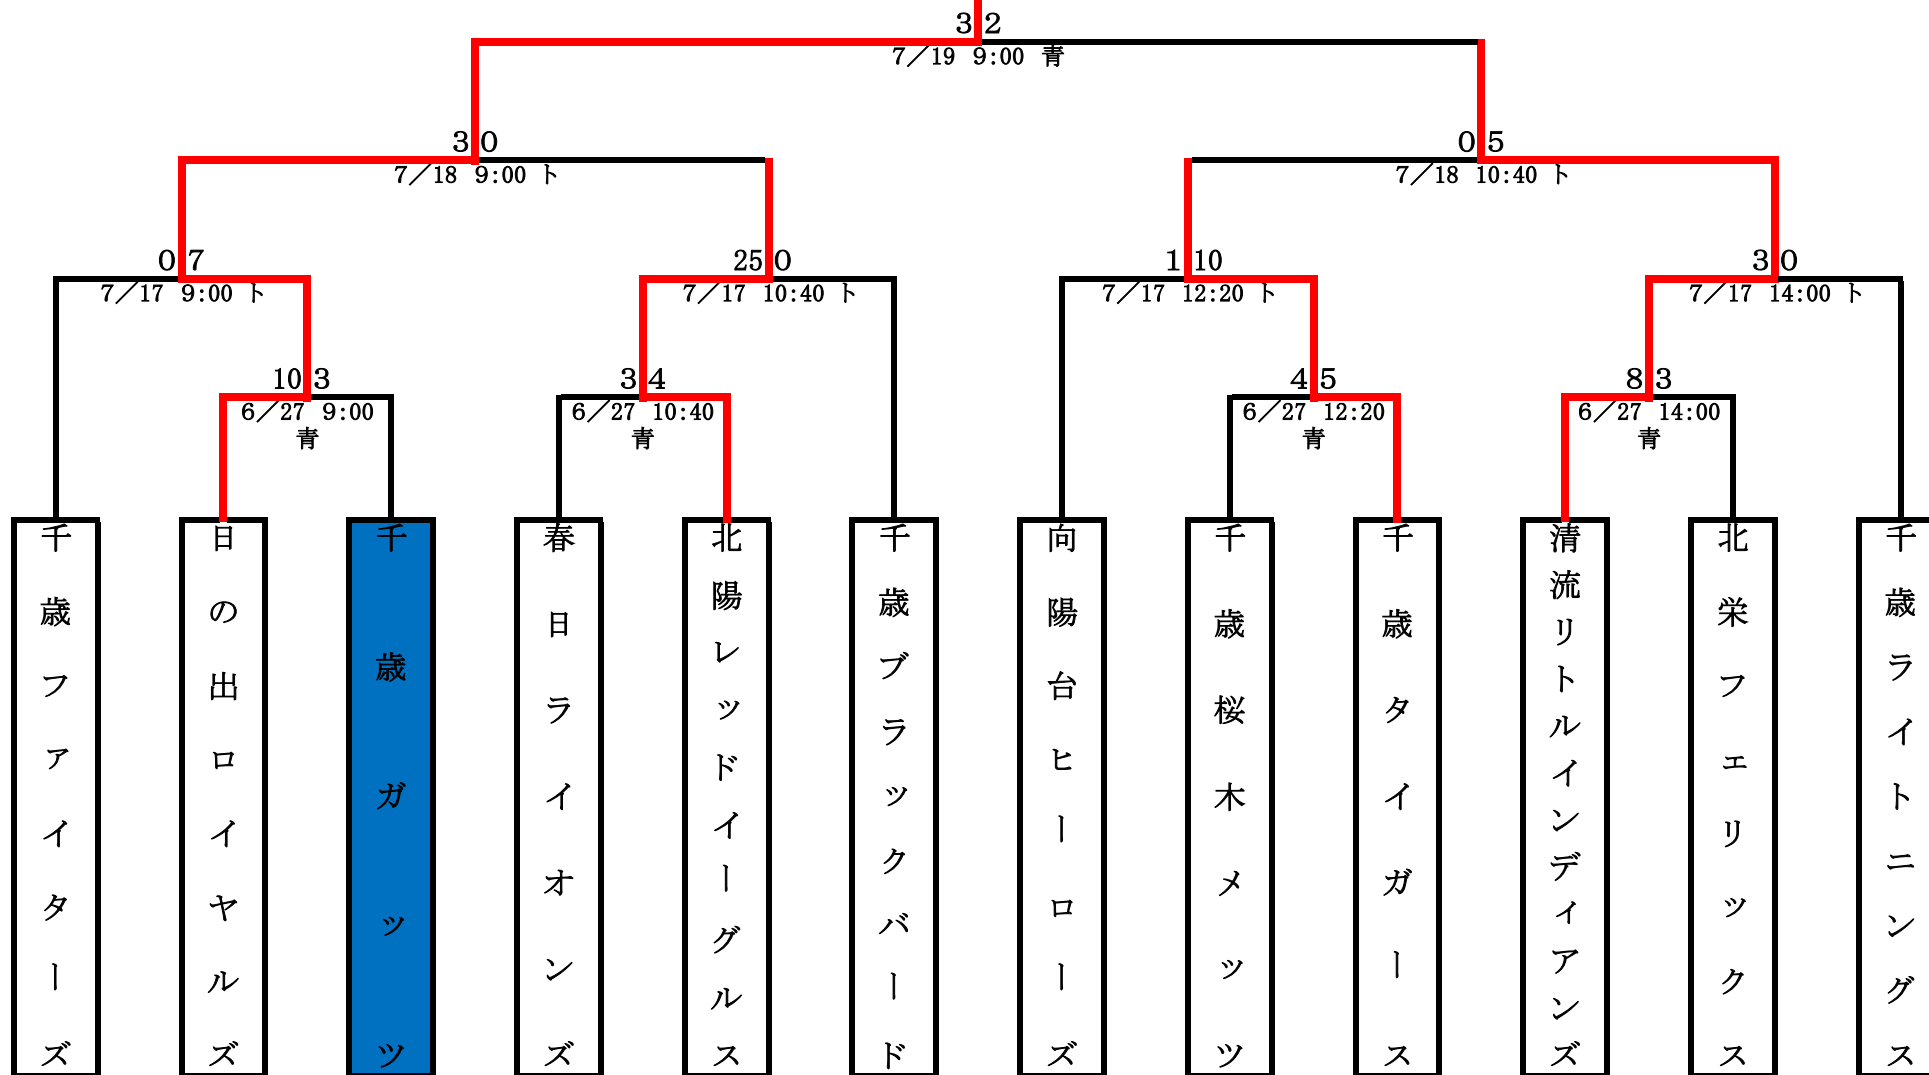 3 2
7／19 9:00 青
3 0
7／18 9:00 ト
0 5
7／18 10:40 ト
0 7
7／17 9:00 ト
25 0
7／17 10:40 ト
1 10
7／17 12:20 ト
3 0
7／17 14:00 ト
10 3
6／27 9:00
青
3 4
6／27 10:40
青
4 5
6／27 12:20
青
8 3
6／27 14:00
青
千歳ファイターズ
日の出ロイヤルズ
千歳ガッツ
春日ライオンズ
北陽レッドイーグルス
千歳ブラックバード
向陽台ヒーローズ
千歳桜木メッツ
千歳タイガース
清流リトルインディアンズ
北栄フェリックス
千歳ライトニングス